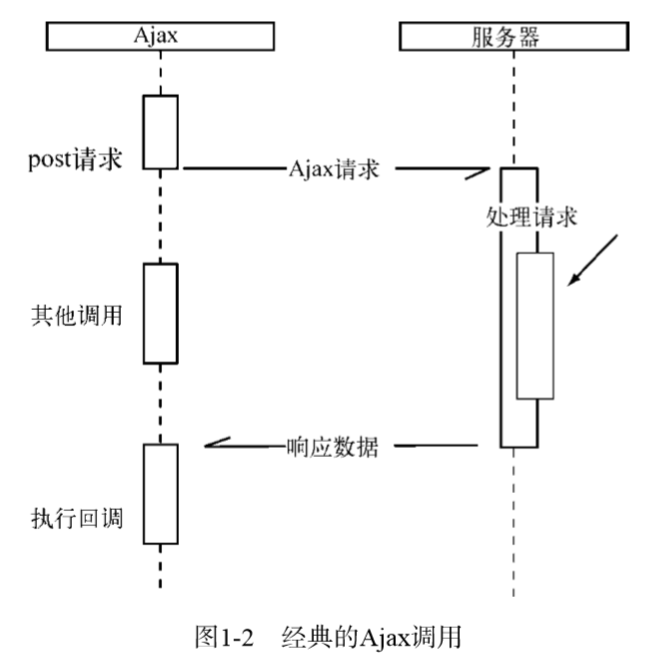 Ajax
服务器
post请求
Ajax请求
处理请求
其他调用
响应数据
执行回调
图1-2 经典的Ajax调用